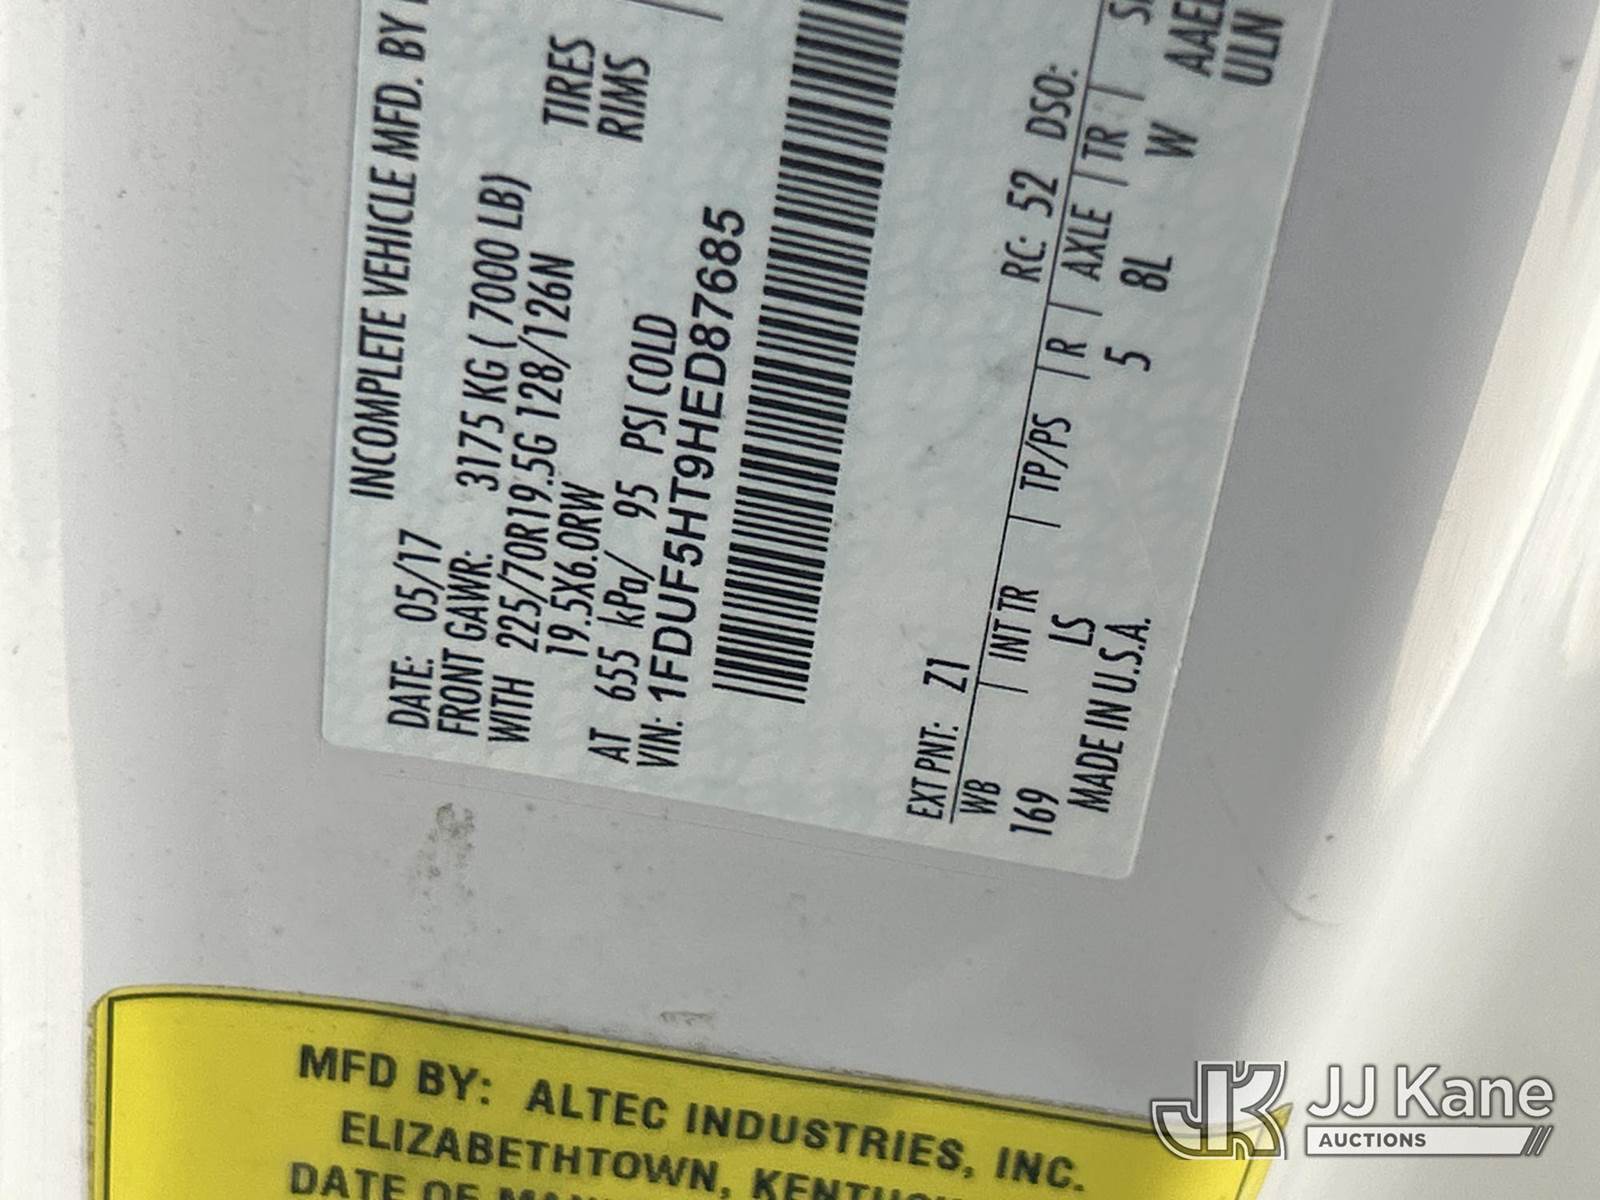 INCOMPLETE VEHICLE MFD. BY
DATE: 05/17
FRONT GAWR: 3175 KG ( 7000 LB)
WITH 225/70R19.5G 128/126N TIRES
19.5X6.0RW RIMS
AT 655 kPa/ 95 PSI COLD
VIN: 1FDUF5HT9HED87685
EXT PNT: Z1 RC: 52 DSO:
WB | INT TR | TP/PS | R | AXLE | TR |
169 LS 5 8L W
MADE IN U.S.A.
ULN
MFD BY: ALTEC INDUSTRIES, INC.
ELIZABETHTOWN,
DATE OF
JJ Kane
AUCTIONS